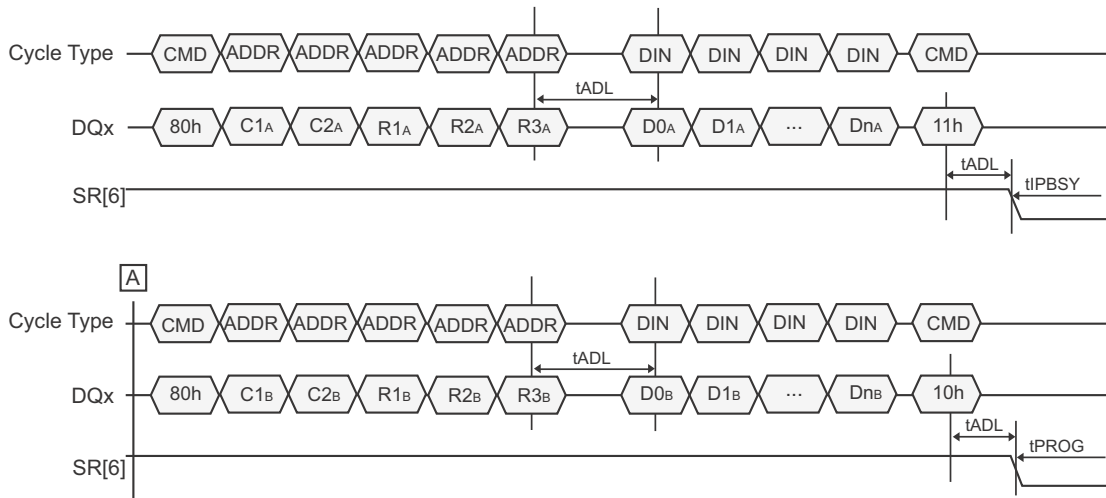 Cycle Type CMD ADDR ADDR ADDR ADDR ADDR DIN DIN DIN DIN CMD
tADL
DQx 80h C1A C2A R1A R2A R3A D0A D1A ... DnA 11h
tADL
SR[6] tIPBSY
A
Cycle Type CMD ADDR ADDR ADDR ADDR ADDR DIN DIN DIN DIN CMD
tADL
DQx 80h C1B C2B R1B R2B R3B D0B D1B ... DnB 10h
tADL
SR[6] tPROG